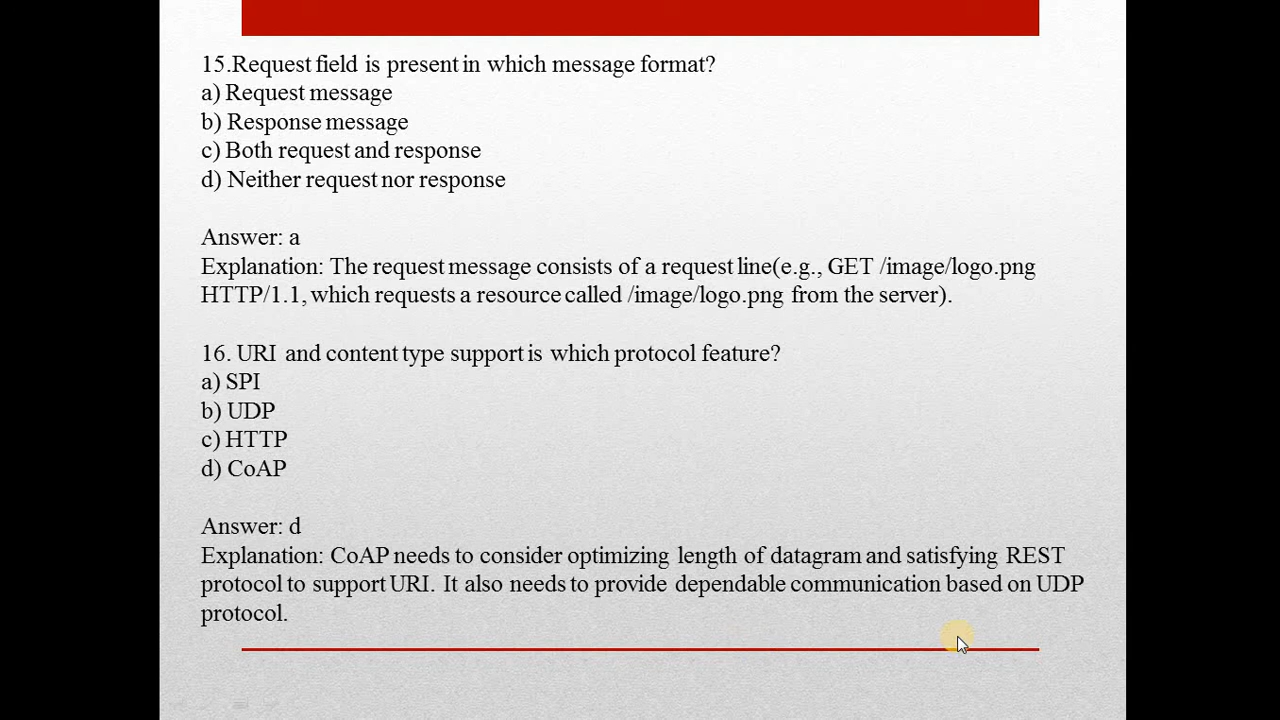 15.Request field is present in which message format?
a) Request message
b) Response message
c) Both request and response
d) Neither request nor response
Answer: a
Explanation: The request message consists of a request line(e.g., GET /image/logo.png
HTTP/1.1, which requests a resource called /image/logo.png from the server).
16. URI and content type support is which protocol feature?
a) SPI
b) UDP
c) HTTP
d) CoAP
Answer: d
Explanation: CoAP needs to consider optimizing length of datagram and satisfying REST
protocol to support URI. It also needs to provide dependable communication based on UDP
protocol.